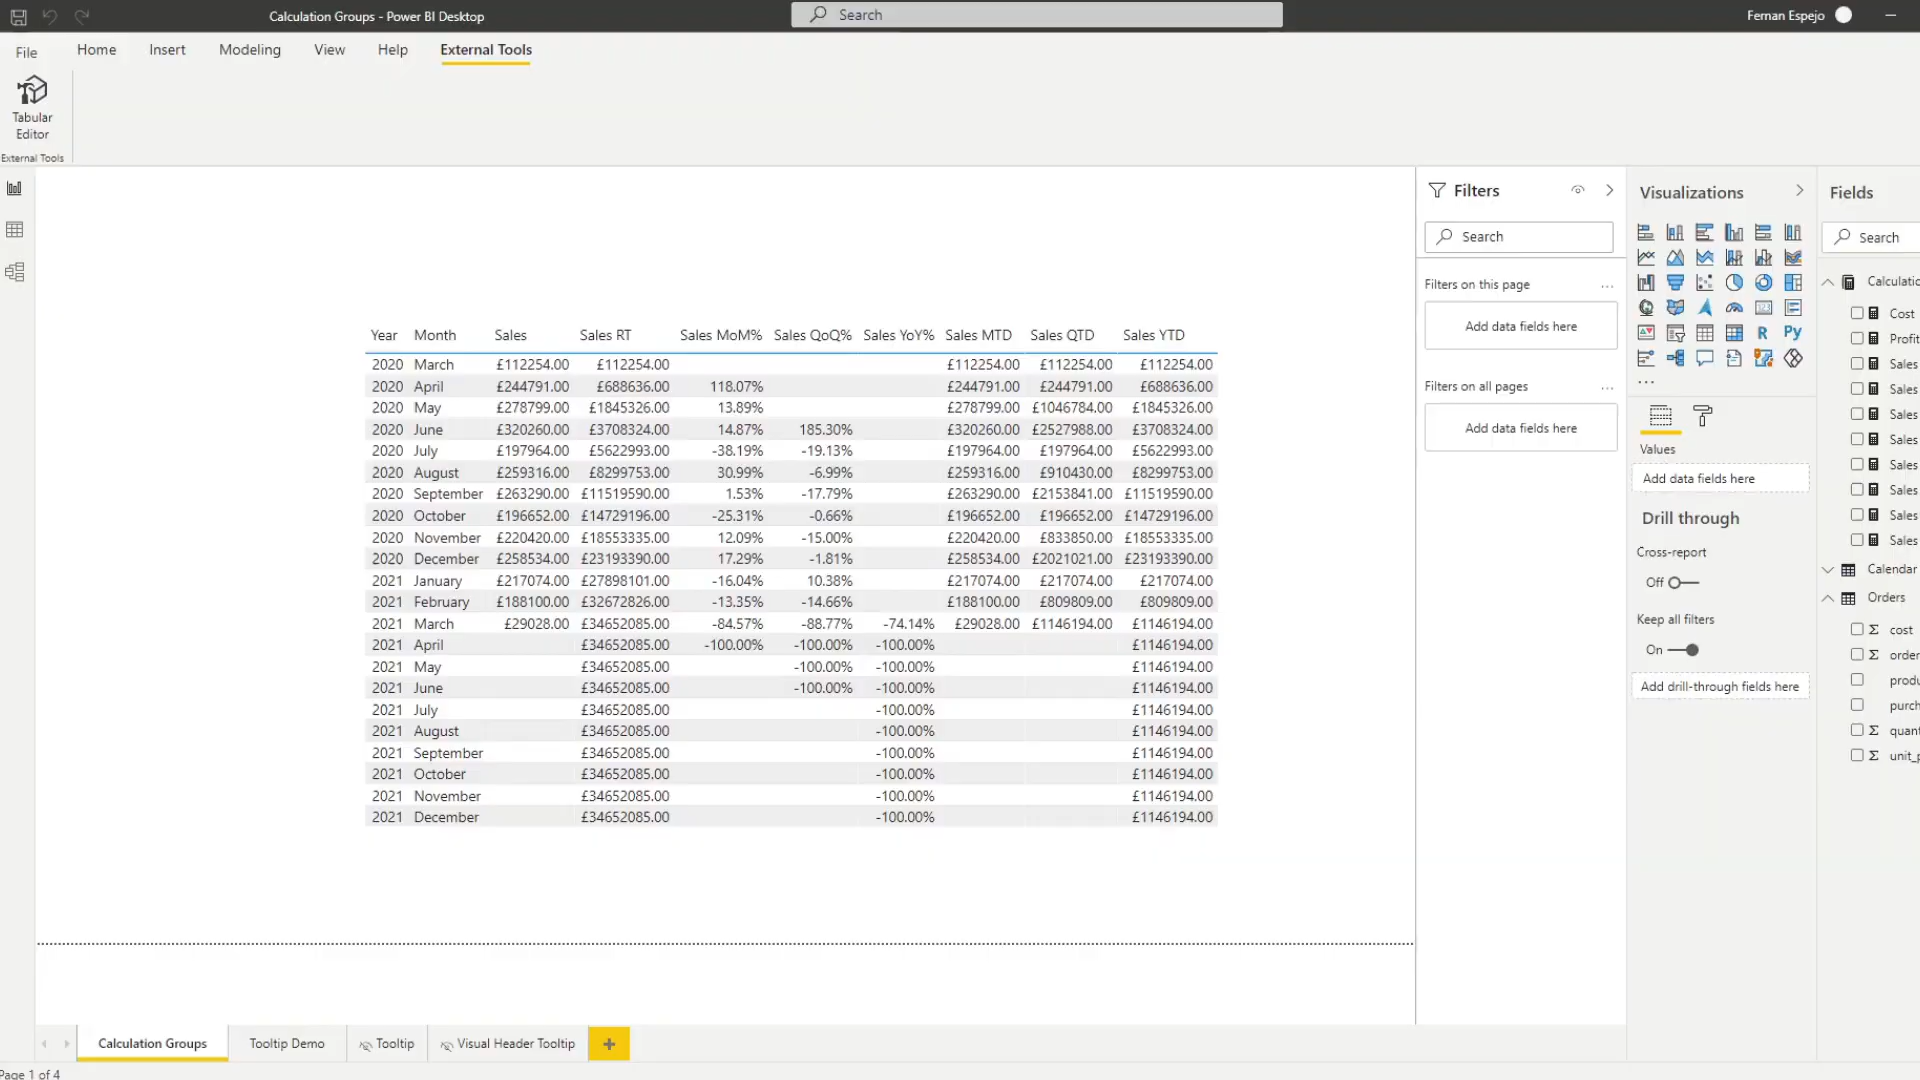 Calculation Groups - Power BI Desktop
Search
Fernan Espejo
File Home Insert Modeling View Help External Tools
Tabular
Editor
External Tools
Year Month Sales Sales RT Sales MoM% Sales QoQ% Sales YoY% Sales MTD Sales QTD Sales YTD
2020 March £112254.00 £112254.00 £112254.00 £112254.00 £112254.00
2020 April £244791.00 £688636.00 118.07% £244791.00 £244791.00 £688636.00
2020 May £278799.00 £1845326.00 13.89% £278799.00 £1046784.00 £1845326.00
2020 June £320260.00 £3708324.00 14.87% 185.30% £320260.00 £2527988.00 £3708324.00
2020 July £197964.00 £5622993.00 -38.19% -19.13% £197964.00 £197964.00 £5622993.00
2020 August £259316.00 £8299753.00 30.99% -6.99% £259316.00 £910430.00 £8299753.00
2020 September £263290.00 £11519590.00 1.53% -17.79% £263290.00 £2153841.00 £11519590.00
2020 October £196652.00 £14729196.00 -25.31% -0.66% £196652.00 £196652.00 £14729196.00
2020 November £220420.00 £18553335.00 12.09% -15.00% £220420.00 £833850.00 £18553335.00
2020 December £258534.00 £23193390.00 17.29% -1.81% £258534.00 £2021021.00 £23193390.00
2021 January £217074.00 £27898101.00 -16.04% 10.38% £217074.00 £217074.00 £217074.00
2021 February £188100.00 £32672826.00 -13.35% -14.66% £188100.00 £809809.00 £809809.00
2021 March £29028.00 £34652085.00 -84.57% -88.77% -74.14% £29028.00 £1146194.00 £1146194.00
2021 April £34652085.00 -100.00% -100.00% -100.00% £1146194.00
2021 May £34652085.00 -100.00% -100.00% £1146194.00
2021 June £34652085.00 -100.00% -100.00% £1146194.00
2021 July £34652085.00 -100.00% £1146194.00
2021 August £34652085.00 -100.00% £1146194.00
2021 September £34652085.00 -100.00% £1146194.00
2021 October £34652085.00 -100.00% £1146194.00
2021 November £34652085.00 -100.00% £1146194.00
2021 December £34652085.00 -100.00% £1146194.00
Filters
Search
Filters on this page ...
Add data fields here
Filters on all pages ...
Add data fields here
Visualizations
R Py
...
Values
Add data fields here
Drill through
Cross-report
Off
Keep all filters
On
Add drill-through fields here
Fields
Search
Calculatio
Cost
Profit
Sales
Sales
Sales
Sales
Sales
Sales
Sales
Sales
Calendar
Orders
Σ cost
Σ order
produ
purch
Σ quant
Σ unit_p
Calculation Groups Tooltip Demo Tooltip Visual Header Tooltip +
Page 1 of 4